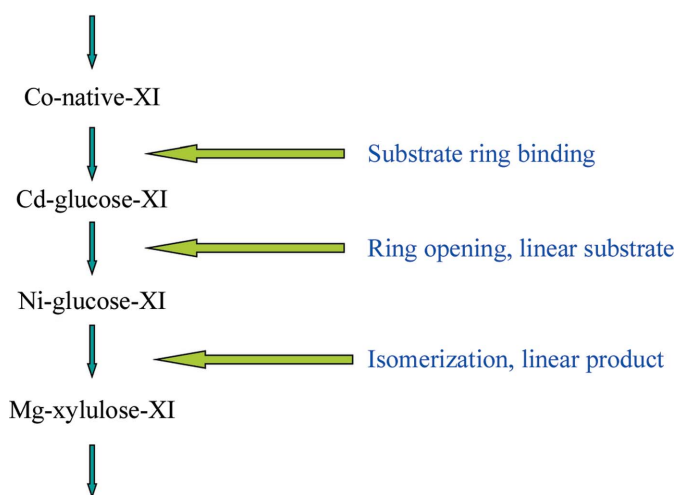 Co-native-XI
Substrate ring binding
Cd-glucose-XI
Ring opening, linear substrate
Ni-glucose-XI
Isomerization, linear product
Mg-xylulose-XI